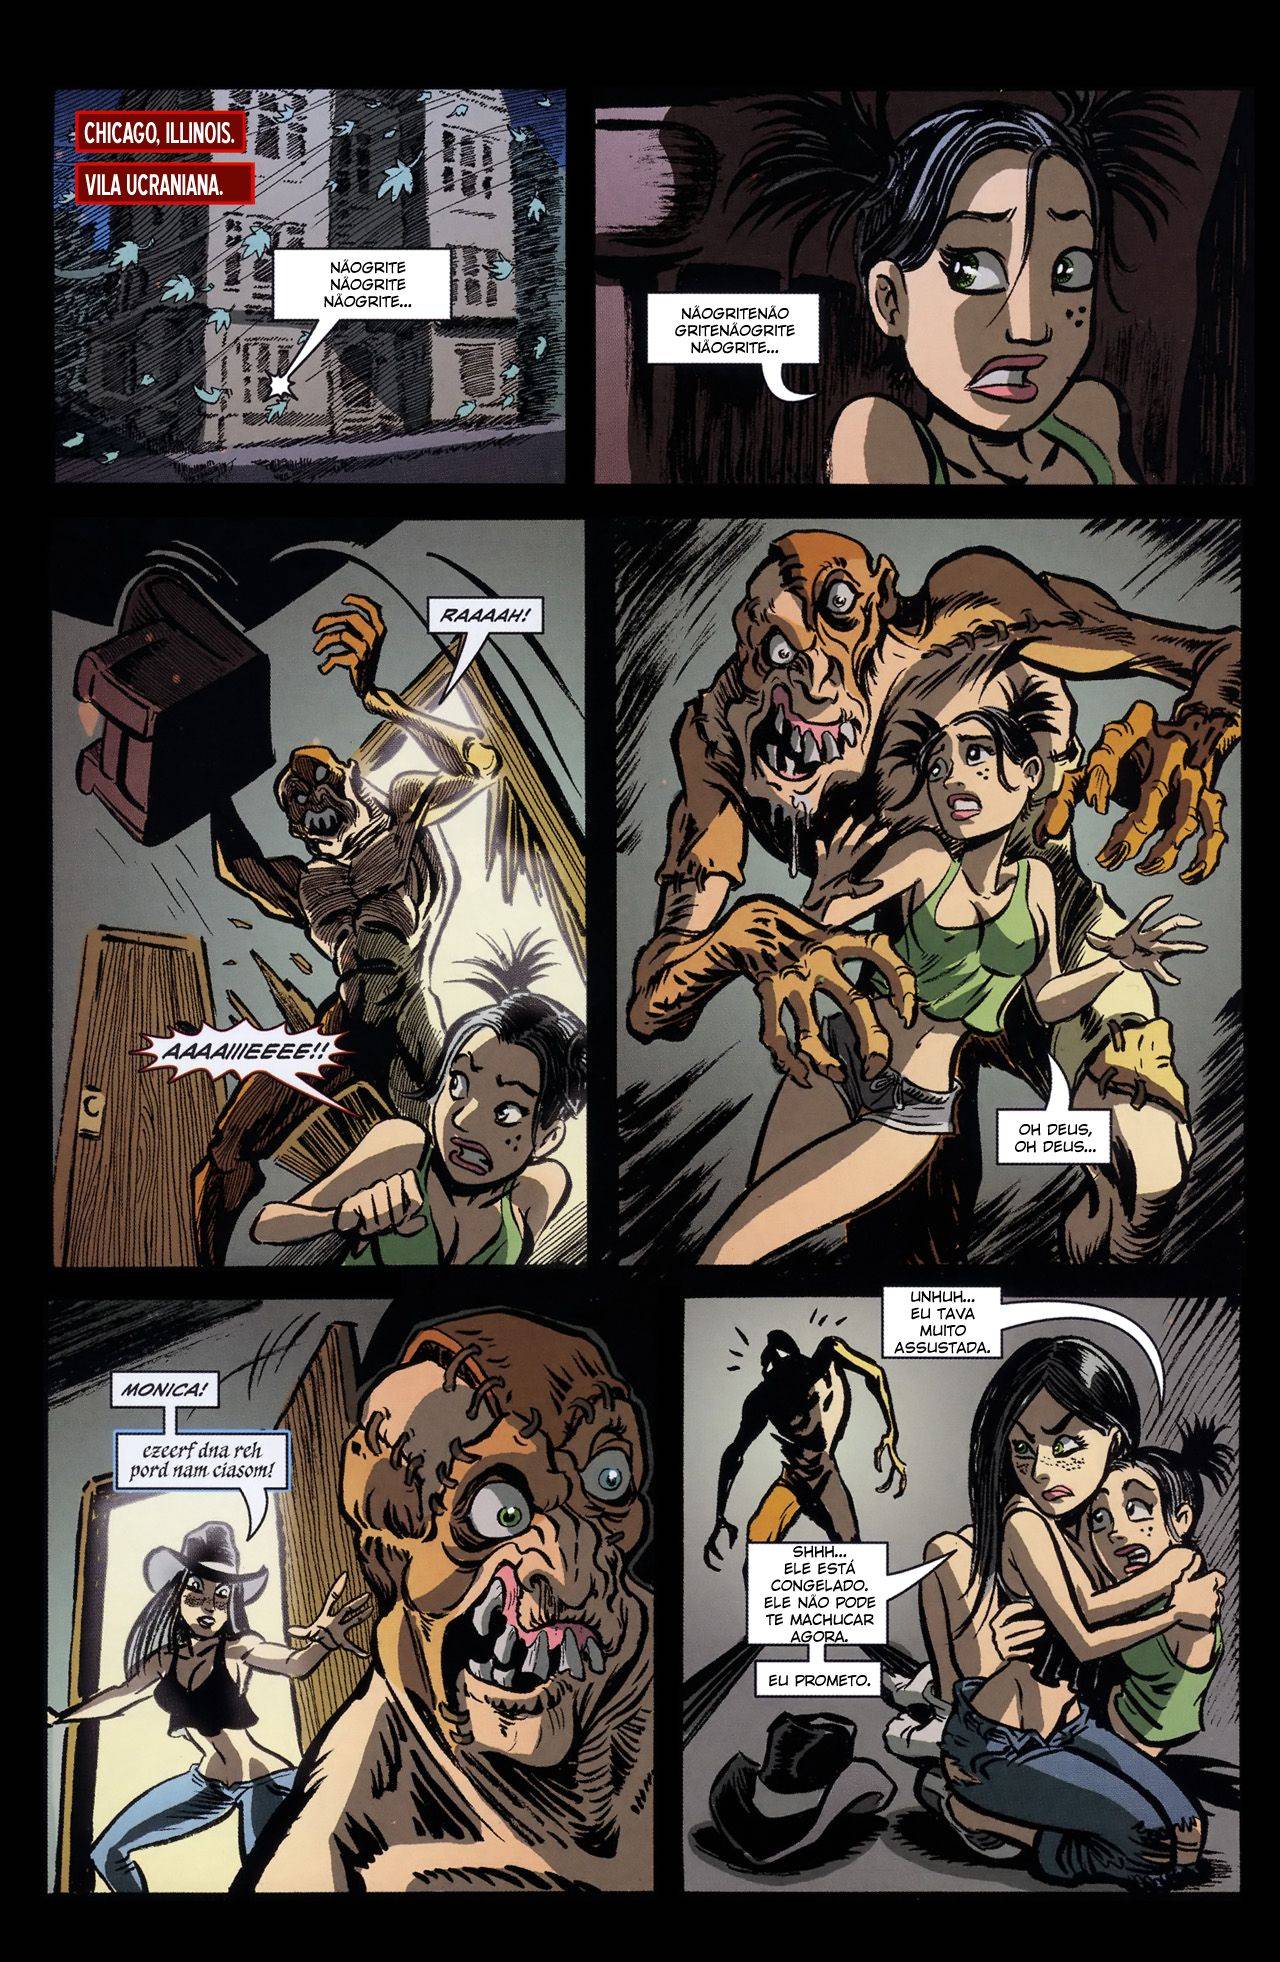 CHICAGO, ILLINOIS.
VILA UCRANIANA.
NÃOGRITE
NÃOGRITE
NÃOGRITE...
NÃOGRITENÃO
GRITENÃOGRITE
NÃOGRITE...
RAAAAH!
AAAAIIIEEEEE!!
OH DEUS,
OH DEUS...
MONICA!
ezeerf dna reh
pord nam ciasom!
UNHUH...
EU TAVA
MUITO
ASSUSTADA.
SHHH...
ELE ESTÁ
CONGELADO.
ELE NÃO PODE
TE MACHUCAR
AGORA.
EU PROMETO.